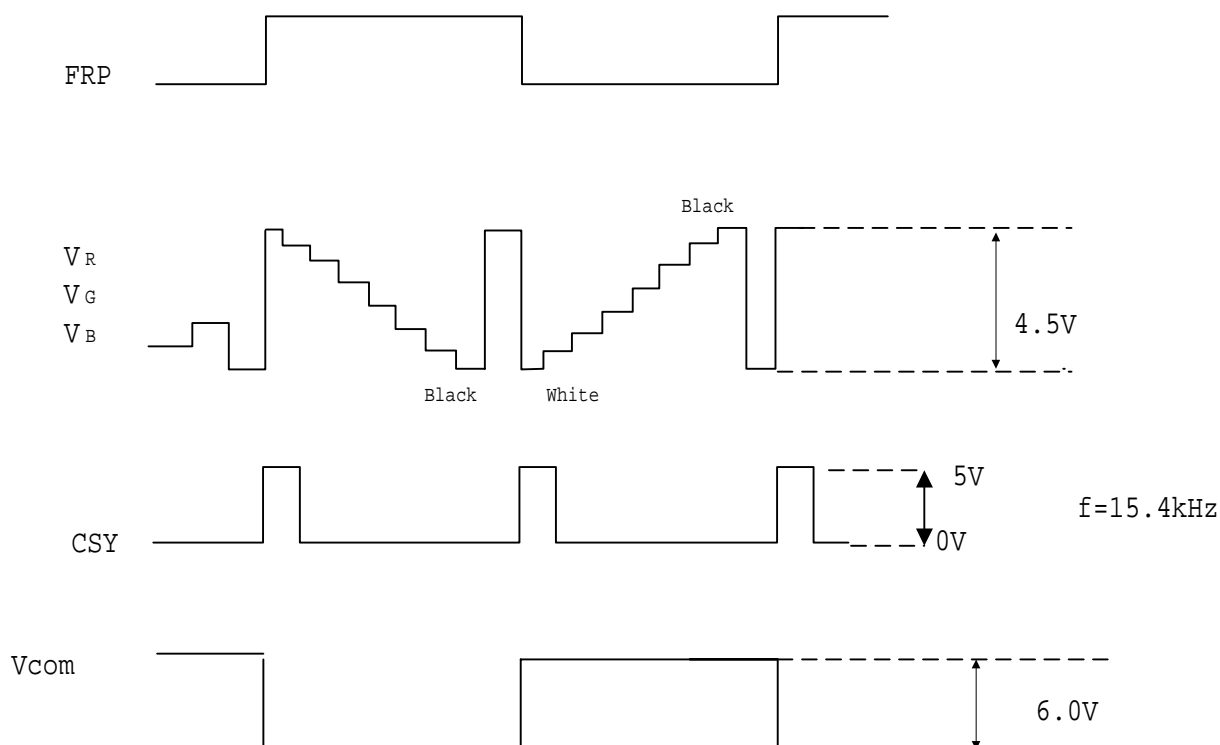 FRP
Black
V R
V G
V B
4.5V
Black
White
5V
f=15.4kHz
CSY
0V
Vcom
6.0V